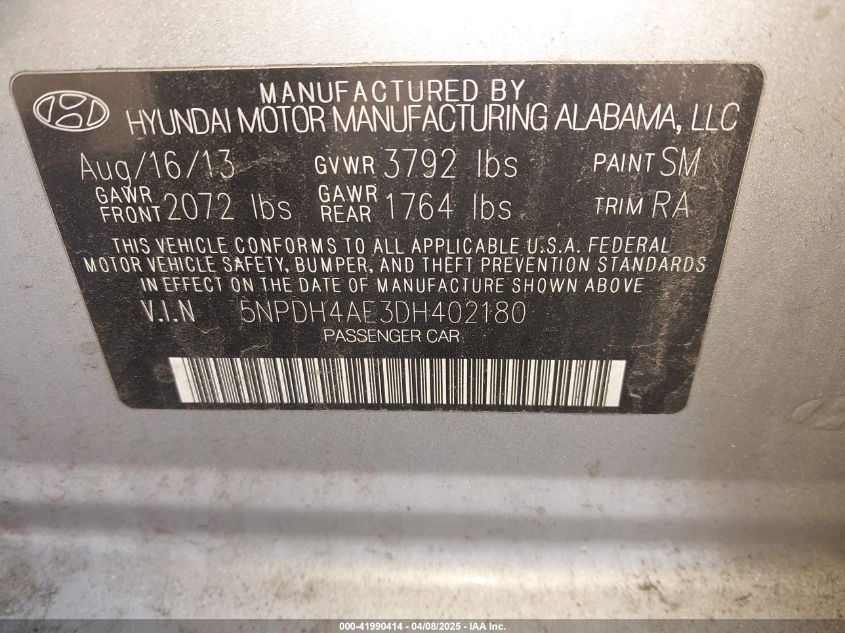 MANUFACTURED BY
HYUNDAI MOTOR MANUFACTURING ALABAMA, LLC
Aug/16/13 GVWR 3792 lbs PAINT SM
GAWR FRONT 2072 lbs GAWR REAR 1764 lbs TRIM RA
THIS VEHICLE CONFORMS TO ALL APPLICABLE U.S.A. FEDERAL
MOTOR VEHICLE SAFETY, BUMPER, AND THEFT PREVENTION STANDARDS
IN EFFECT ON THE DATE OF MANUFACTURE SHOWN ABOVE
V.I.N 5NPDH4AE3DH402180
PASSENGER CAR
000-41990414 - 04/08/2025 - IAA Inc.